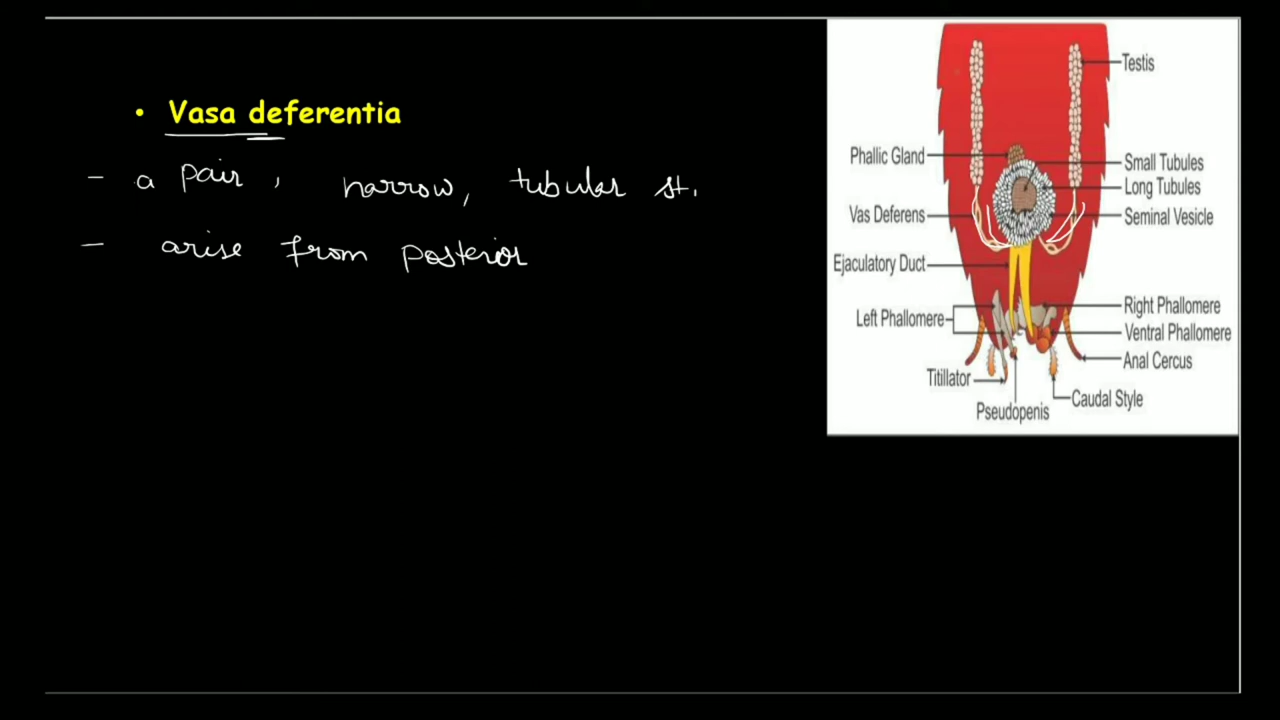 • Vasa deferentia
- a pair, narrow, tubular st.
- arise from posterior
Testis
Phallic Gland
Small Tubules
Long Tubules
Vas Deferens
Seminal Vesicle
Ejaculatory Duct
Left Phallomere
Right Phallomere
Ventral Phallomere
Anal Cercus
Titillator
Caudal Style
Pseudopenis